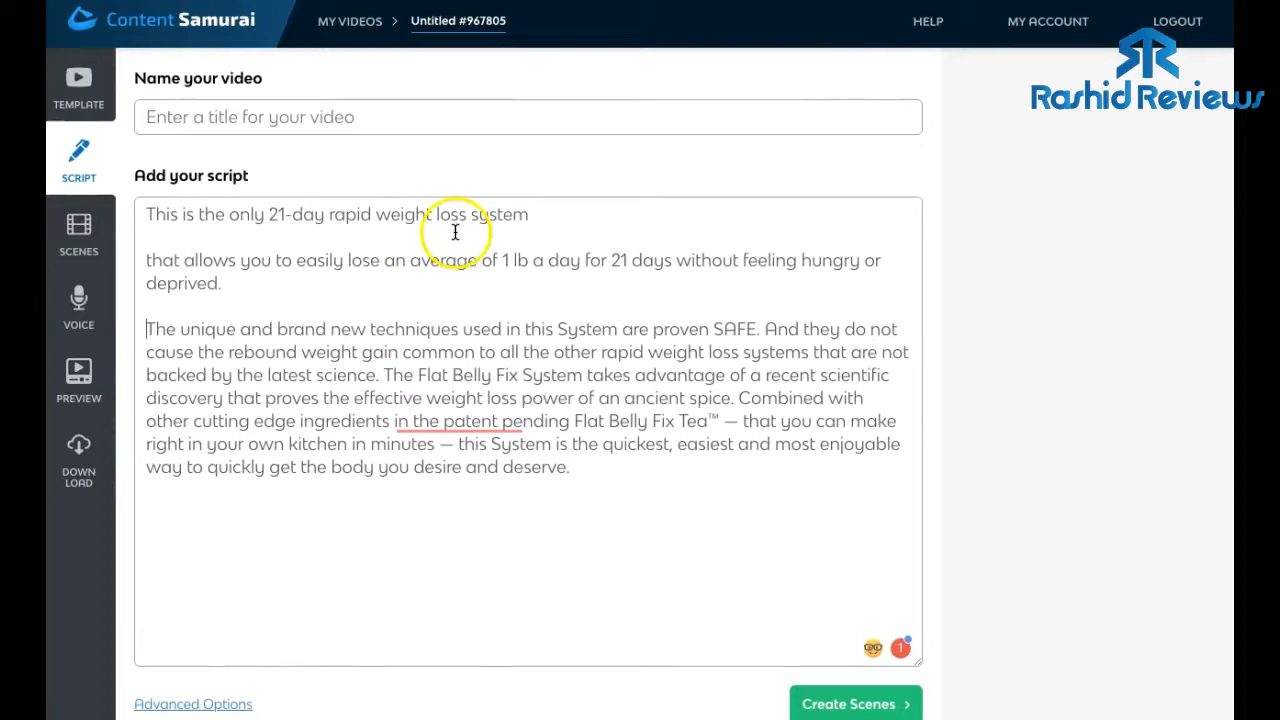 Content Samurai
MY VIDEOS > Untitled #967805
HELP
MY ACCOUNT
LOGOUT
Rashid Reviews
TEMPLATE
SCRIPT
SCENES
VOICE
PREVIEW
DOWN
LOAD
Name your video
Enter a title for your video
Add your script
This is the only 21-day rapid weight loss system
that allows you to easily lose an average of 1 lb a day for 21 days without feeling hungry or
deprived.
The unique and brand new techniques used in this System are proven SAFE. And they do not
cause the rebound weight gain common to all the other rapid weight loss systems that are not
backed by the latest science. The Flat Belly Fix System takes advantage of a recent scientific
discovery that proves the effective weight loss power of an ancient spice. Combined with
other cutting edge ingredients in the patent pending Flat Belly Fix Tea™ — that you can make
right in your own kitchen in minutes — this System is the quickest, easiest and most enjoyable
way to quickly get the body you desire and deserve.
1
Advanced Options
Create Scenes >